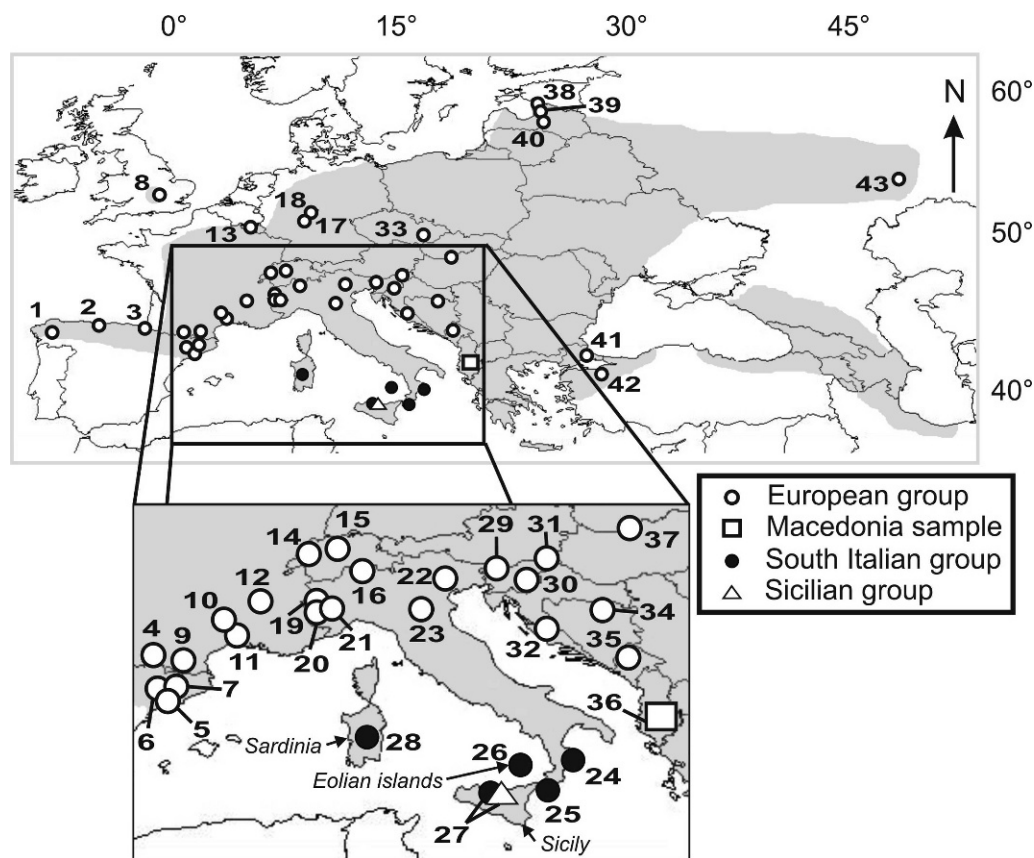 0° 15° 30° 45°
60°
50°
40°
N
38
39
40
43
8
18
17
13
33
1 2 3
41
42
European group
Macedonia sample
South Italian group
Sicilian group
14 15 29 31 37
12 22 30
10 16 34
19 21 23
4 9 11 20 32 35
7
6 5 36
Sardinia 28 26 24
Eolian islands
27 25
Sicily